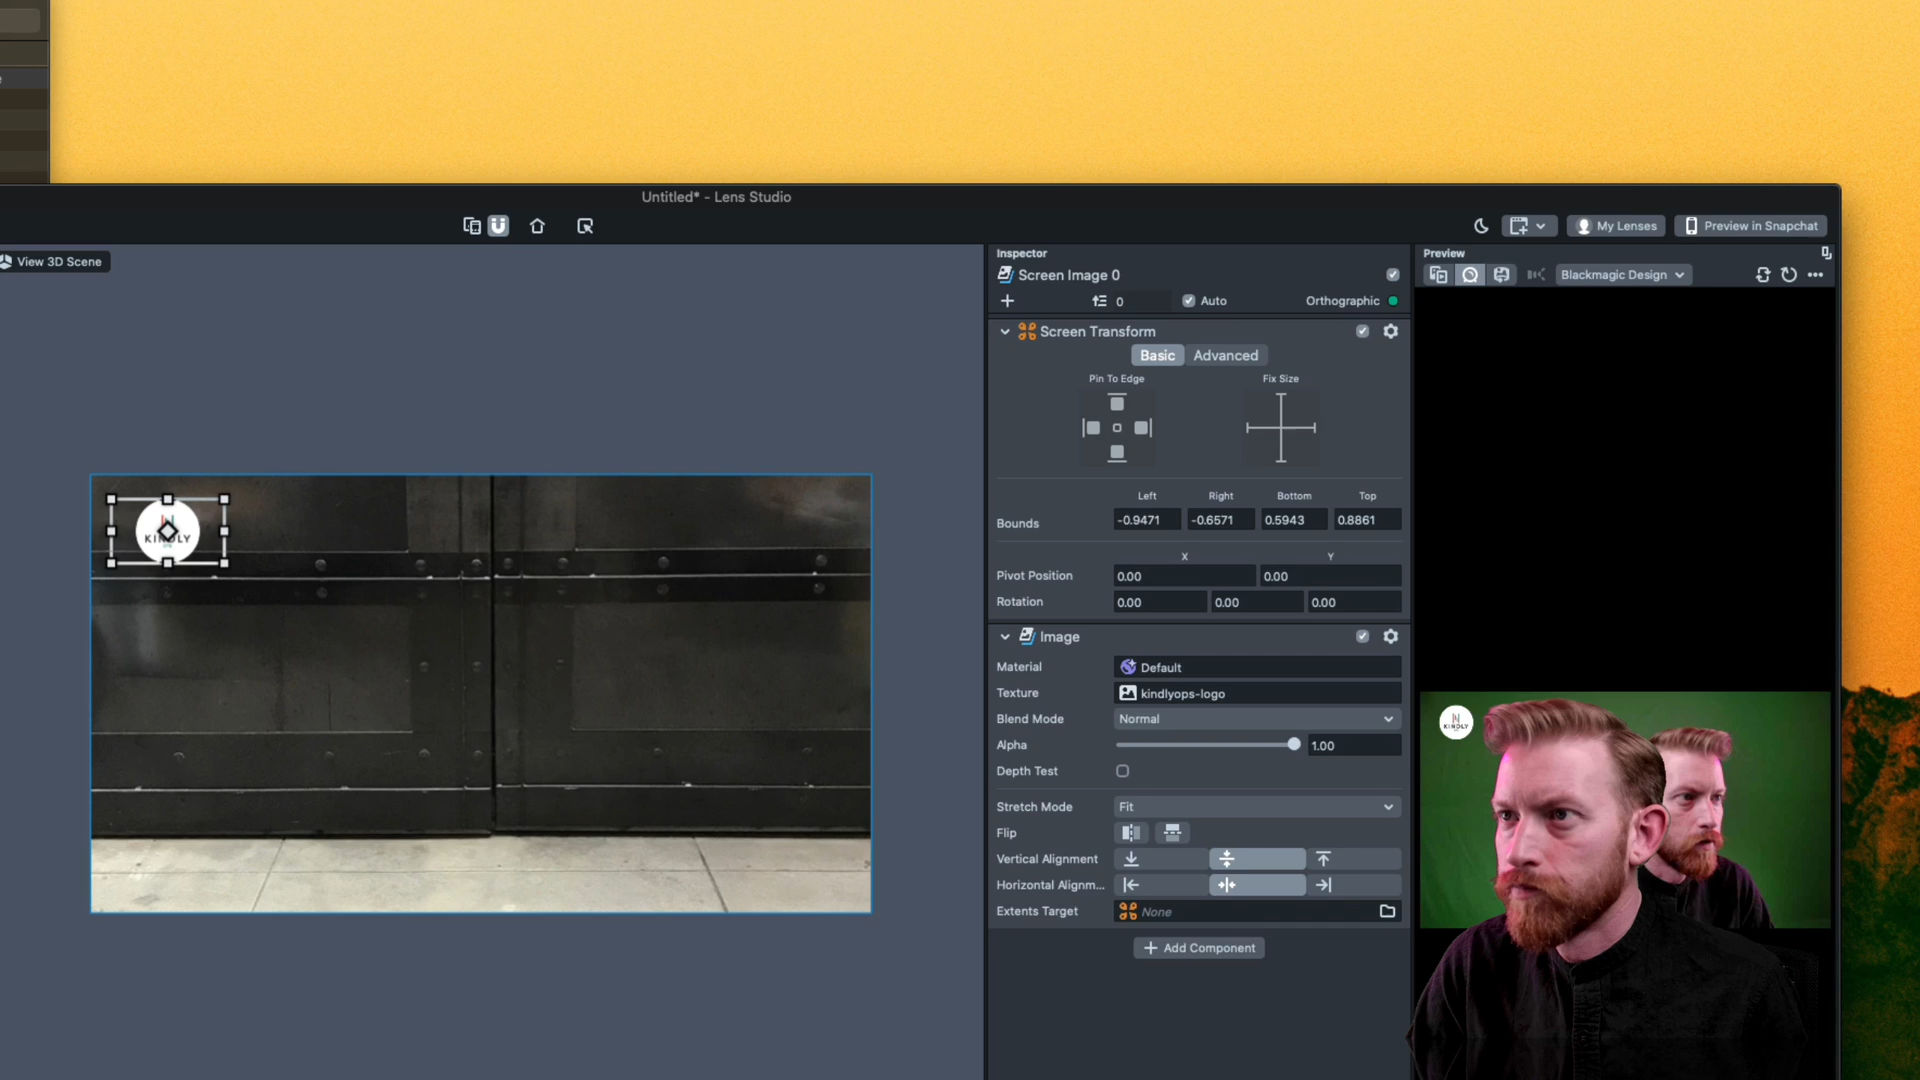 Untitled* - Lens Studio
My Lenses
Preview in Snapchat
View 3D Scene
Inspector
Screen Image 0
0
Auto
Orthographic
Screen Transform
Basic
Advanced
Pin To Edge
Fix Size
Left
Right
Bottom
Top
Bounds
-0.9471
-0.6571
0.5943
0.8861
X
Y
Pivot Position
0.00
0.00
Rotation
0.00
0.00
0.00
Image
Material
Default
Texture
kindlyops-logo
Blend Mode
Normal
Alpha
1.00
Depth Test
Stretch Mode
Fit
Flip
Vertical Alignment
Horizontal Alignm...
Extents Target
None
Add Component
Preview
Blackmagic Design
KINDLY
KINDLY